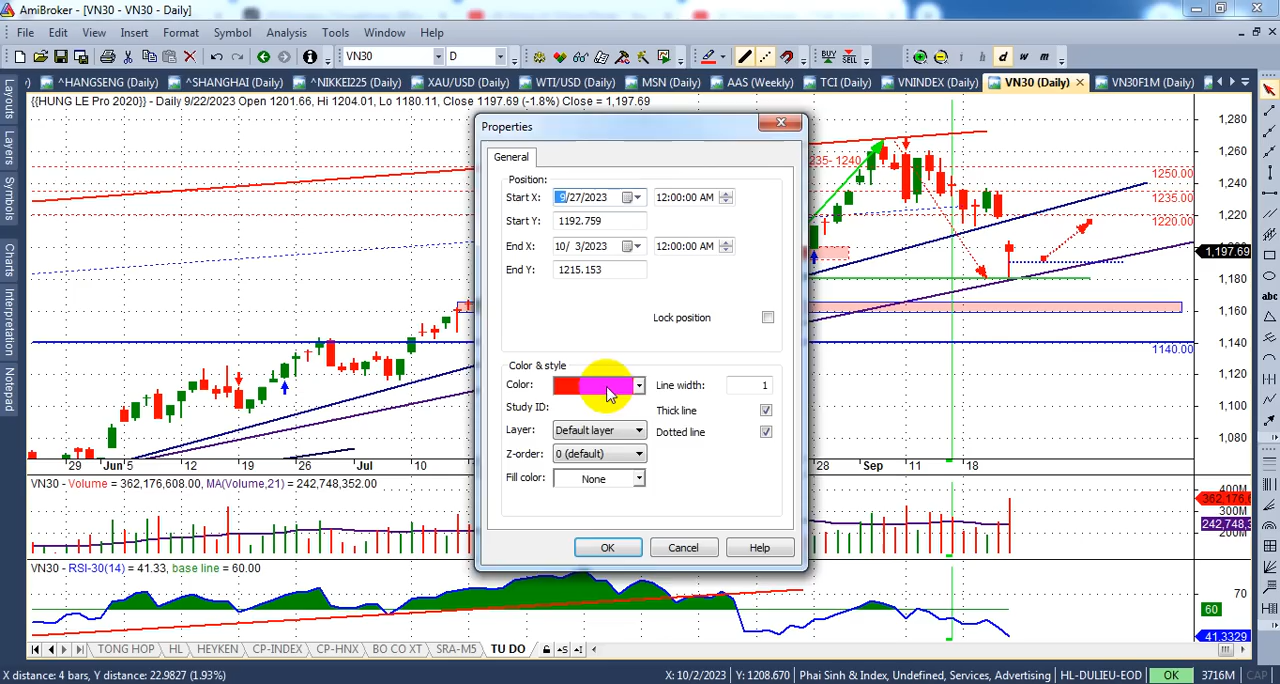 AmiBroker - [VN30 - VN30 - Daily]
File Edit View Insert Format Symbol Analysis Tools Window Help
VN30 D BUY SELL i h d w m
^HANGSENG (Daily) ^SHANGHAI (Daily) ^NIKKEI225 (Daily) XAU/USD (Daily) WTI/USD (Daily) MSN (Daily) AAS (Weekly) TCI (Daily) VNINDEX (Daily) VN30 (Daily) VN30F1M (Daily)
{{HUNG LE Pro 2020}} - Daily 9/22/2023 Open 1201.66, Hi 1204.01, Lo 1180.11, Close 1197.69 (-1.8%) Close = 1,197.69
Layouts
Layers
Symbols
Charts
Interpretation
Notepad
Properties
General
Position:
Start X: 9/27/2023 12:00:00 AM
Start Y: 1192.759
End X: 10/ 3/2023 12:00:00 AM
End Y: 1215.153
Lock position
Color & style
Color: Line width: 1
Study ID: Thick line
Layer: Default layer Dotted line
Z-order: 0 (default)
Fill color: None
OK Cancel Help
1235- 1240
1250.00
1235.00
1220.00
1140.00
1,280
1,260
1,240
1,220
1,197.69
1,180
1,160
1,140
1,120
1,100
1,080
abc
29 Jun 5 12 19 26 Jul 10 28 Sep 11 18
VN30 - Volume = 362,176,608.00, MA(Volume,21) = 242,748,352.00
400M
362,176,
300M
242,748,
200M
VN30 - RSI-30(14) = 41.33, base line = 60.00
70
60
41.3329
TONG HOP HL HEYKEN CP-INDEX CP-HNX BO CO XT SRA-M5 TU DO
X distance: 4 bars, Y distance: 22.9827 (1.93%) X: 10/2/2023 Y: 1208.670 Phai Sinh & Index, Undefined, Services, Advertising HL-DULIEU-EOD OK 3716M CAP